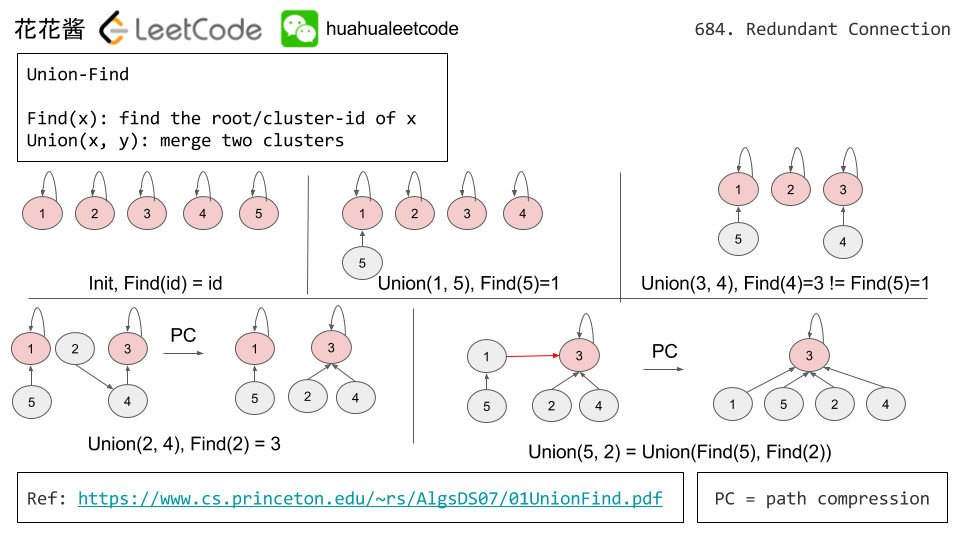 花花酱 LeetCode huahualeetcode 684. Redundant Connection
Union-Find
Find(x): find the root/cluster-id of x
Union(x, y): merge two clusters
1 2 3 4 5
Init, Find(id) = id
1 2 3 4
5
Union(1, 5), Find(5)=1
1 2 3
5 4
Union(3, 4), Find(4)=3 != Find(5)=1
1 2 3
5 4
PC
1 3
5 2 4
Union(2, 4), Find(2) = 3
1 3
5 2 4
PC
3
1 5 2 4
Union(5, 2) = Union(Find(5), Find(2))
Ref: https://www.cs.princeton.edu/~rs/AlgsDS07/01UnionFind.pdf
PC = path compression